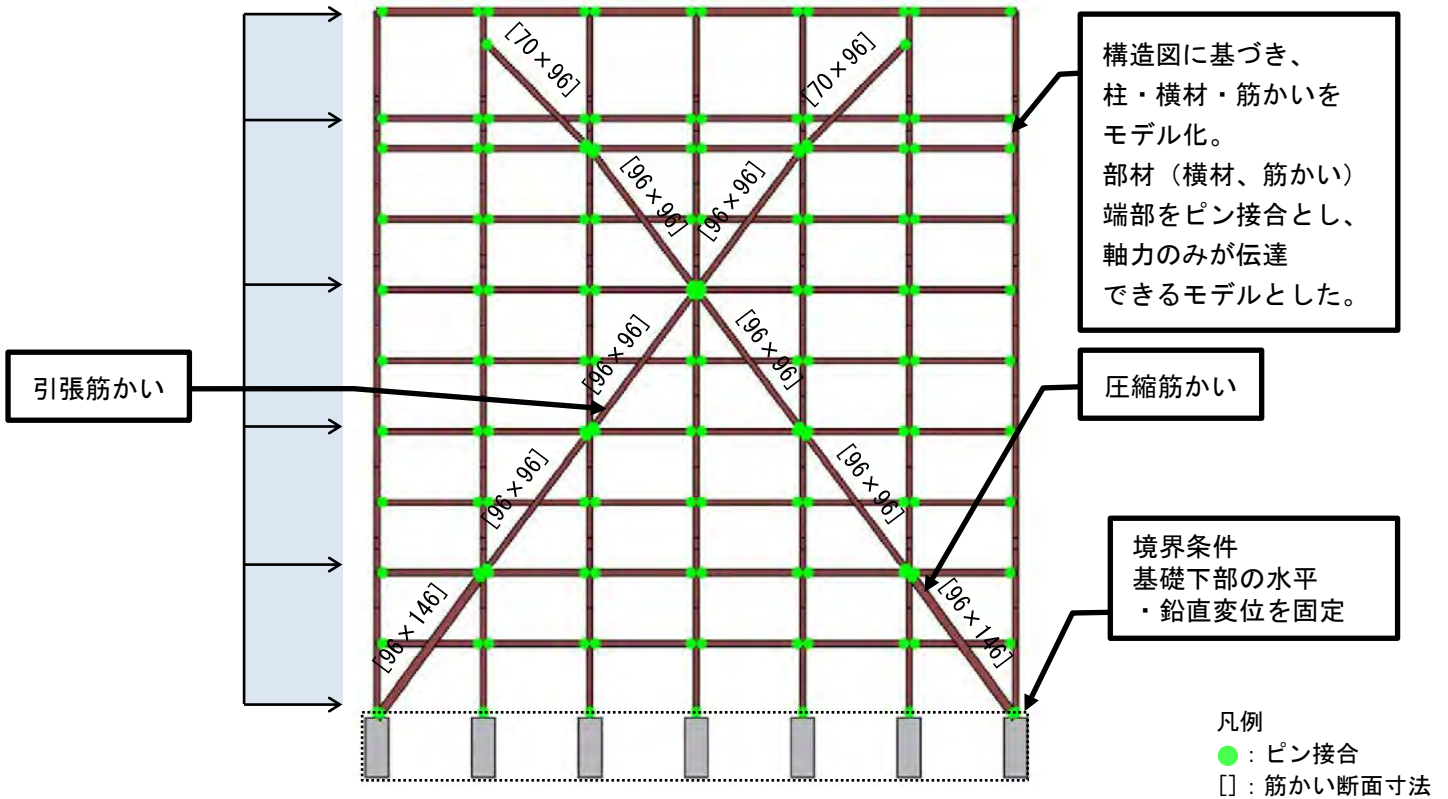 [70×96]
[70×96]
構造図に基づき、
柱・横材・筋かいを
モデル化。
部材（横材、筋かい）
端部をピン接合とし、
軸力のみが伝達
できるモデルとした。
[96×96]
[96×96]
引張筋かい
[96×96]
[96×96]
圧縮筋かい
[96×96]
[96×96]
[96×146]
[96×146]
境界条件
基礎下部の水平
・鉛直変位を固定
凡例
：ピン接合
[]：筋かい断面寸法